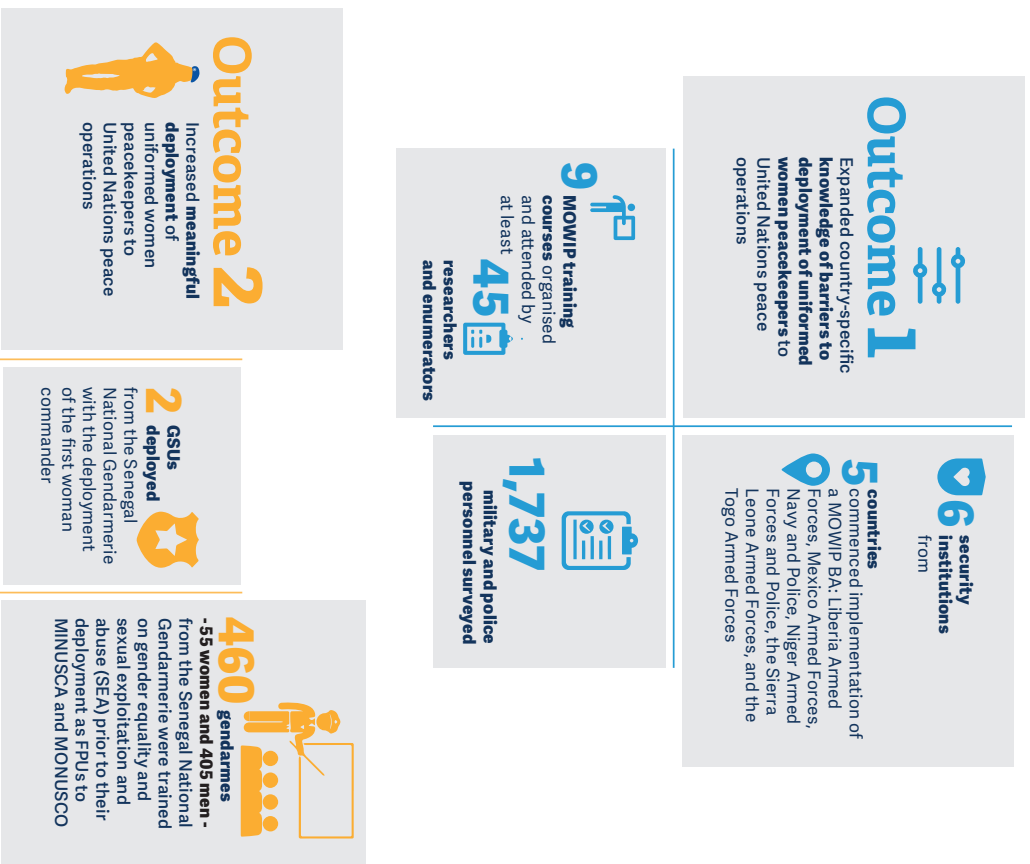 Outcome 1
Expanded country-specific
knowledge of barriers to
deployment of uniformed
women peacekeepers to
United Nations peace
operations
6 security
institutions
from
5 countries
commenced implementation of
a MOWIP BA: Liberia Armed
Forces, Mexico Armed Forces,
Navy and Police, Niger Armed
Forces and Police, the Sierra
Leone Armed Forces, and the
Togo Armed Forces
9 MOWIP training
courses organised
and attended by
at least
45
researchers
and enumerators
1,737
military and police
personnel surveyed
Outcome 2
Increased meaningful
deployment of
uniformed women
peacekeepers to
United Nations peace
operations
2 GSUs
deployed
from the Senegal
National Gendarmerie
with the deployment
of the first woman
commander
460 gendarmes
- 55 women and 405 men -
from the Senegal National
Gendarmerie were trained
on gender equality and
sexual exploitation and
abuse (SEA) prior to their
deployment as FPUs to
MINUSCA and MONUSCO